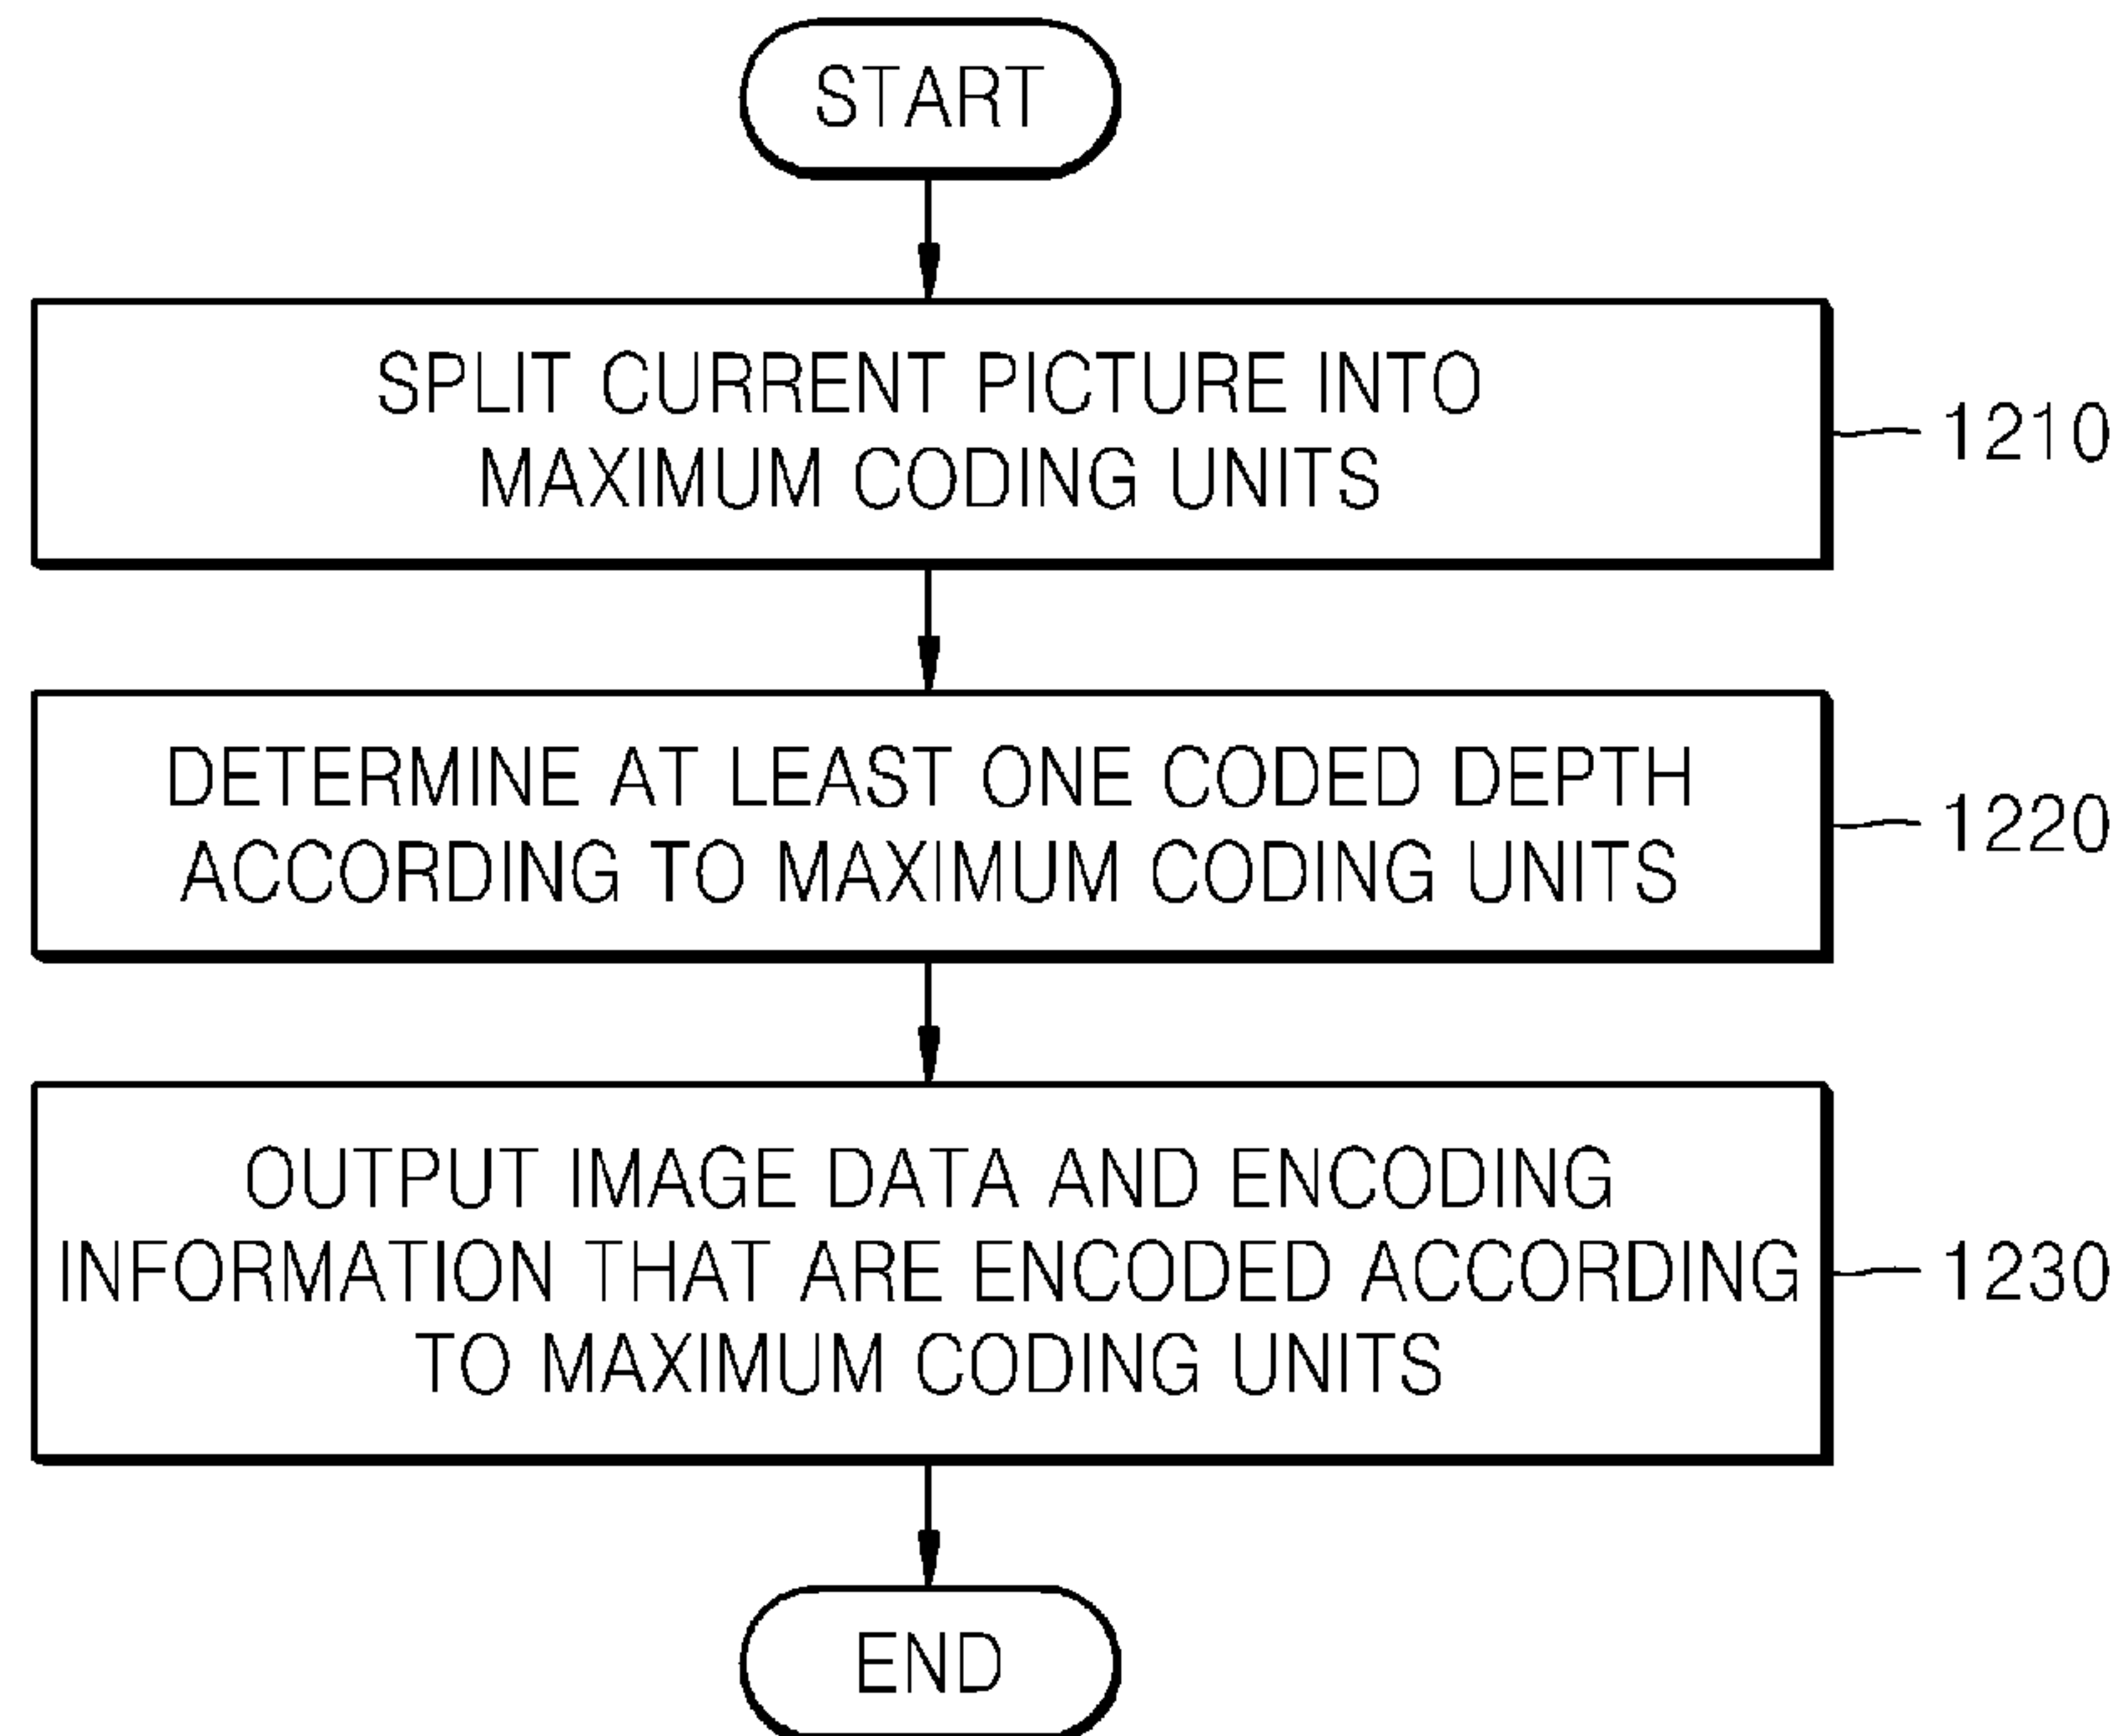 START
SPLIT CURRENT PICTURE INTO
MAXIMUM CODING UNITS
1210
DETERMINE AT LEAST ONE CODED DEPTH
ACCORDING TO MAXIMUM CODING UNITS
1220
OUTPUT IMAGE DATA AND ENCODING
INFORMATION THAT ARE ENCODED ACCORDING
TO MAXIMUM CODING UNITS
1230
END